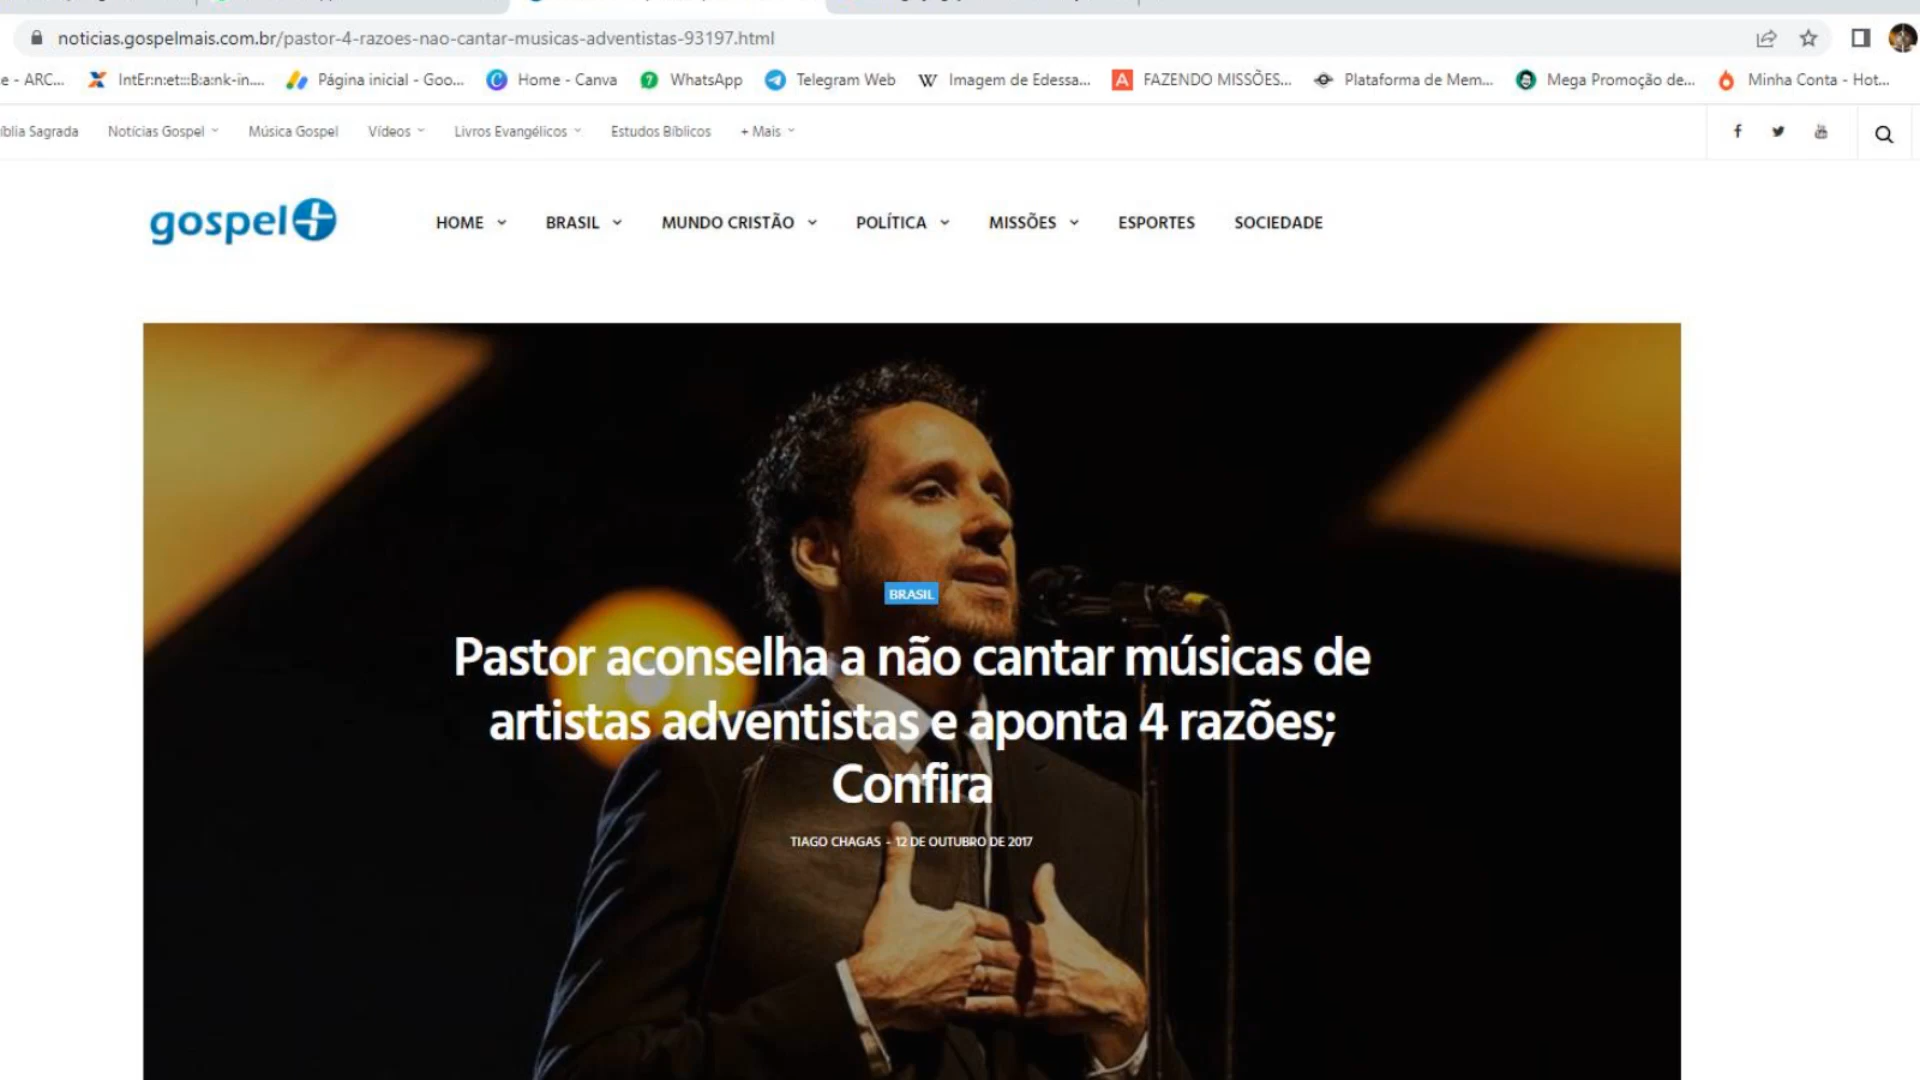 noticias.gospelmais.com.br/pastor-4-razoes-nao-cantar-musicas-adventistas-93197.html
e - ARC... IntEr:n:et:::B:a:nk-in.... Página inicial - Goo... Home - Canva WhatsApp Telegram Web Imagem de Edessa... FAZENDO MISSÕES... Plataforma de Mem... Mega Promoção de... Minha Conta - Hot...
íblia Sagrada Notícias Gospel Música Gospel Vídeos Livros Evangélicos Estudos Bíblicos + Mais
gospel HOME BRASIL MUNDO CRISTÃO POLÍTICA MISSÕES ESPORTES SOCIEDADE
BRASIL
Pastor aconselha a não cantar músicas de
artistas adventistas e aponta 4 razões;
Confira
TIAGO CHAGAS - 12 DE OUTUBRO DE 2017